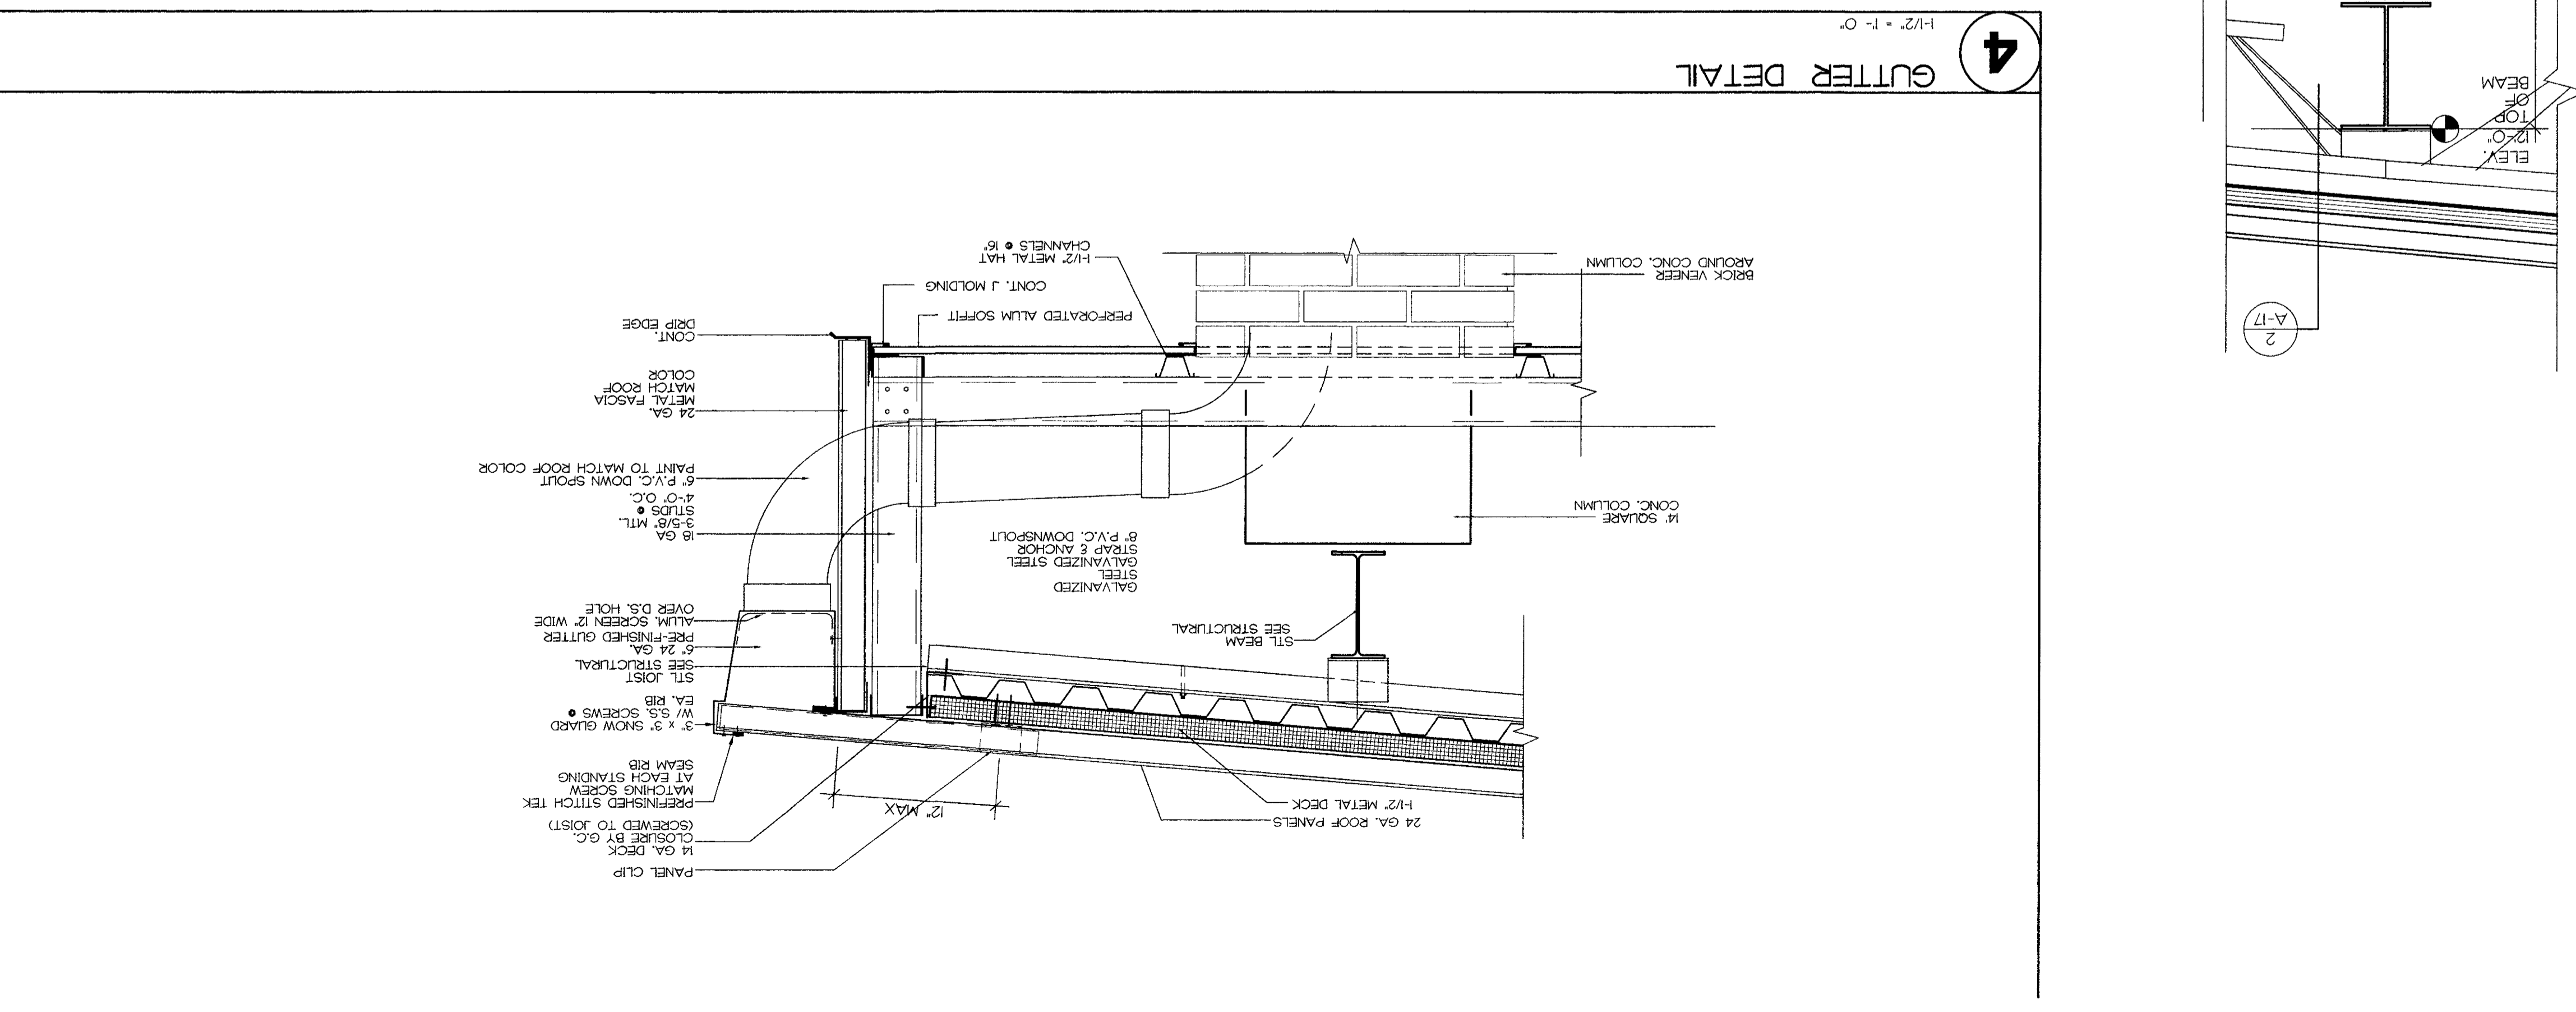 2
A-17
ELEV.
12'-0"
TOP
OF
BEAM
24 GA. ROOF PANELS
1-1/2" METAL DECK
STL BEAM
SEE STRUCTURAL
14' SQUARE
CONC. COLUMN
BRICK VENEER
AROUND CONC. COLUMN
12" MAX
GALVANIZED
STEEL
GALVANIZED STEEL
STRAP & ANCHOR
8" P.V.C. DOWNSPOUT
PERFORATED ALUM SOFFIT
CONT. J MOLDING
1-1/2" METAL HAT
CHANNELS @ 16"
PANEL CLIP
14 GA. DECK
CLOSURE BY G.C.
(SCREWED TO JOIST)
PREFINISHED STITCH TEK
MATCHING SCREW
AT EACH STANDING
SEAM RIB
3" x 3" SNOW GUARD
W/ S.S. SCREWS @
EA. RIB
STL JOIST
SEE STRUCTURAL
6" 24 GA.
PRE-FINISHED GUTTER
ALUM. SCREEN 12" WIDE
OVER D.S. HOLE
18 GA
3-5/8" MTL.
STUDS @
4'-0" O.C.
6" P.V.C. DOWN SPOUT
PAINT TO MATCH ROOF COLOR
24 GA.
METAL FASCIA
MATCH ROOF
COLOR
CONT.
DRIP EDGE
4
GUTTER DETAIL
1-1/2" = 1'- 0"